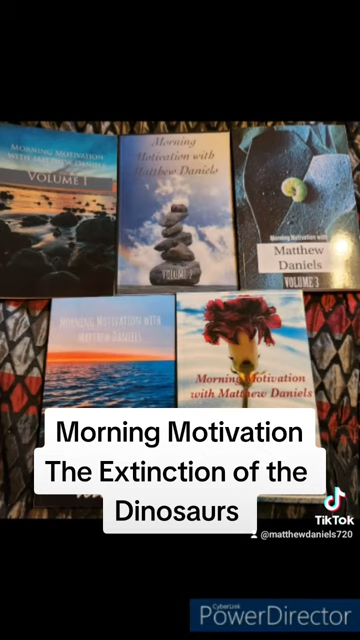 MORNING MOTIVATION
WITH MATTHEW DANIELS
VOLUME 1
Morning
Motivation with
Matthew Daniels
VOLUME 2
Morning Motivation with
Matthew
Daniels
VOLUME 3
MORNING MOTIVATION WITH
MATTHEW DANIELS
Morning Motivation
with Matthew Daniels
Morning Motivation
The Extinction of the
Dinosaurs
TikTok
@matthewdaniels720
CyberLink
PowerDirector